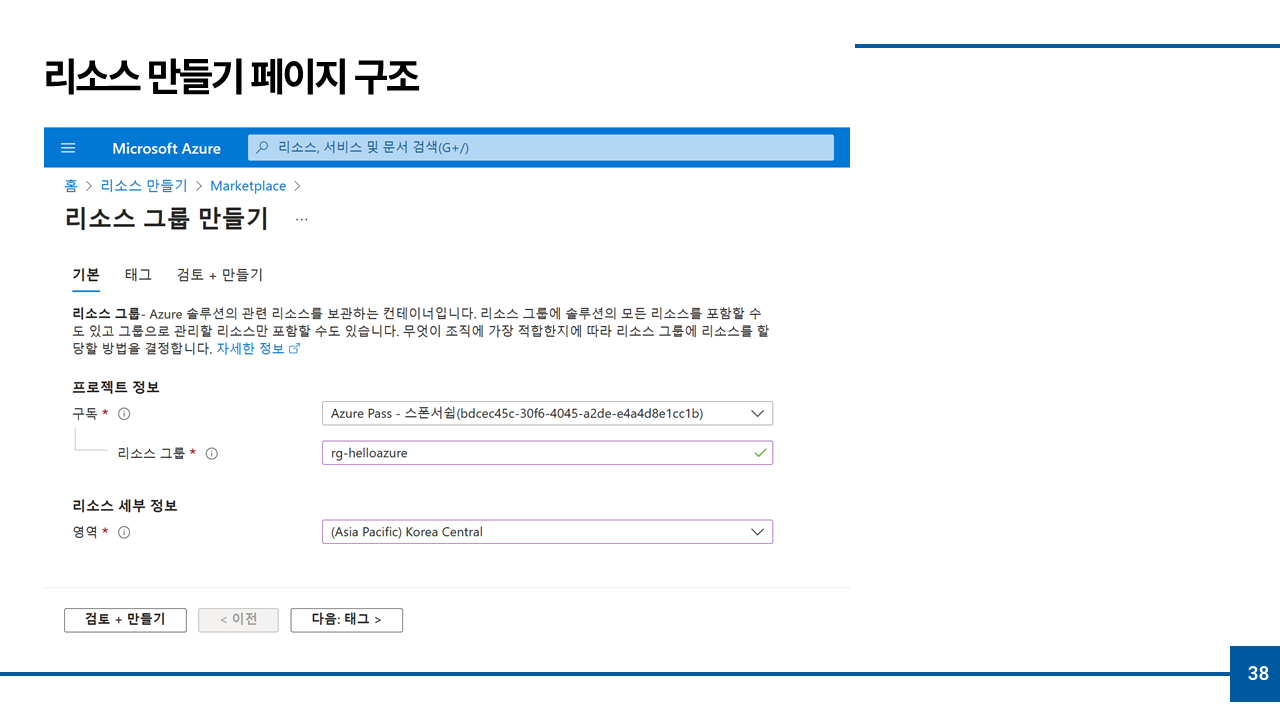 리소스 만들기 페이지 구조
Microsoft Azure
리소스, 서비스 및 문서 검색(G+/)
홈 > 리소스 만들기 > Marketplace >
리소스 그룹 만들기 ...
기본 태그 검토 + 만들기
리소스 그룹- Azure 솔루션의 관련 리소스를 보관하는 컨테이너입니다. 리소스 그룹에 솔루션의 모든 리소스를 포함할 수
도 있고 그룹으로 관리할 리소스만 포함할 수도 있습니다. 무엇이 조직에 가장 적합한지에 따라 리소스 그룹에 리소스를 할
당할 방법을 결정합니다. 자세한 정보
프로젝트 정보
구독 * Azure Pass - 스폰서쉽(bdcec45c-30f6-4045-a2de-e4a4d8e1cc1b)
리소스 그룹 * rg-helloazure
리소스 세부 정보
영역 * (Asia Pacific) Korea Central
검토 + 만들기 < 이전 다음: 태그 >
38